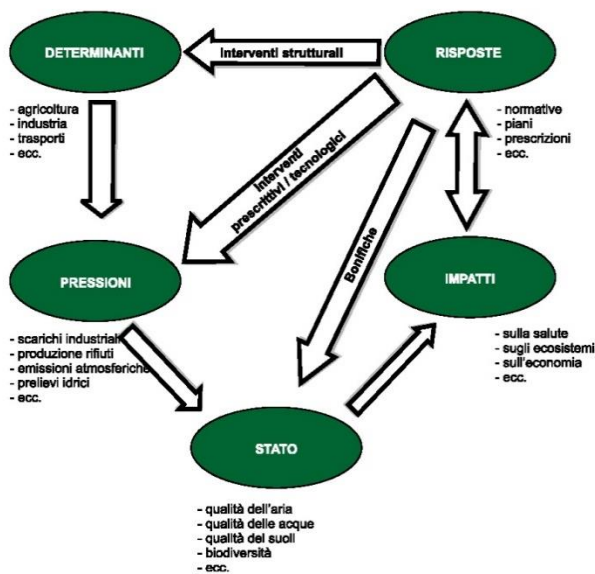 DETERMINANTI
Interventi strutturali
RISPOSTE
- agricoltura
- industria
- trasporti
- ecc.
- normative
- piani
- prescrizioni
- ecc.
Interventi
prescrittivi / tecnologici
Bonifiche
PRESSIONI
IMPATTI
- scarichi industriali
- produzione rifiuti
- emissioni atmosferiche
- prelievi idrici
- ecc.
- sulla salute
- sugli ecosistemi
- sull'economia
- ecc.
STATO
- qualità dell'aria
- qualità delle acque
- qualità dei suoli
- biodiversità
- ecc.